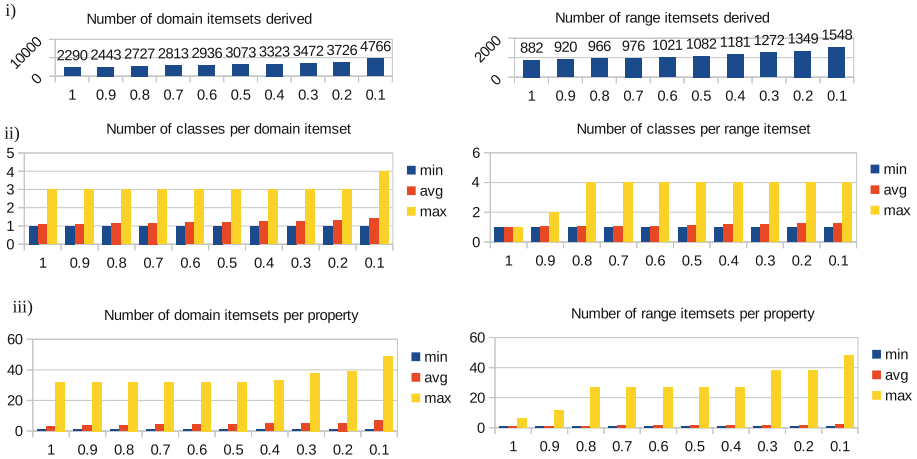 i)
Number of domain itemsets derived
10000
0
2290 2443 2727 2813 2936 3073 3323 3472 3726 4766
1 0.9 0.8 0.7 0.6 0.5 0.4 0.3 0.2 0.1
Number of range itemsets derived
2000
0
882 920 966 976 1021 1082 1181 1272 1349 1548
1 0.9 0.8 0.7 0.6 0.5 0.4 0.3 0.2 0.1
ii)
Number of classes per domain itemset
5
4
3
2
1
0
1 0.9 0.8 0.7 0.6 0.5 0.4 0.3 0.2 0.1
min
avg
max
Number of classes per range itemset
6
4
2
0
1 0.9 0.8 0.7 0.6 0.5 0.4 0.3 0.2 0.1
min
avg
max
iii)
Number of domain itemsets per property
60
40
20
0
1 0.9 0.8 0.7 0.6 0.5 0.4 0.3 0.2 0.1
min
avg
max
Number of range itemsets per property
60
40
20
0
1 0.9 0.8 0.7 0.6 0.5 0.4 0.3 0.2 0.1
min
avg
max